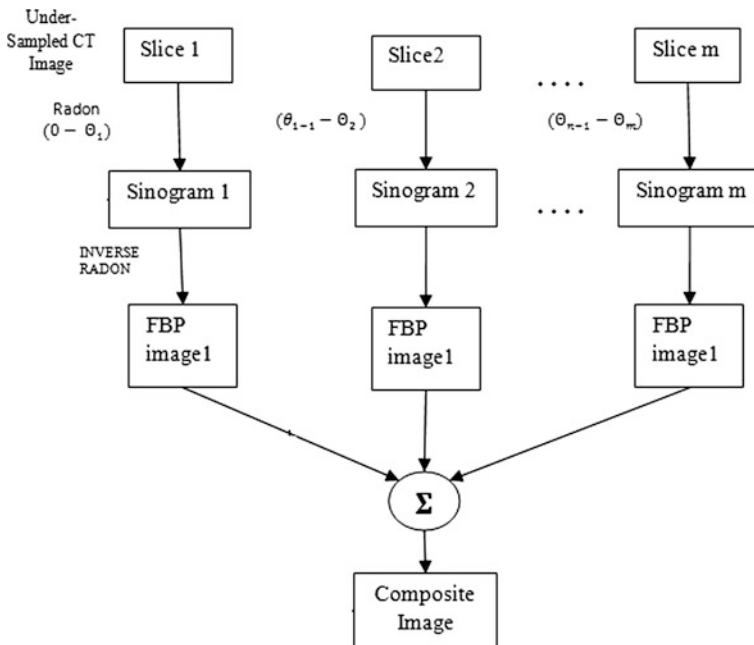 Under-
Sampled CT
Image
Slice 1
Slice2
. . . .
Slice m
Radon
(0 − Θ₁)
(θ₁₋₁ − Θ₂)
(Θₙ₋₁ − Θₘ)
Sinogram 1
Sinogram 2
. . . .
Sinogram m
INVERSE
RADON
FBP
image1
FBP
image1
FBP
image1
Σ
Composite
Image